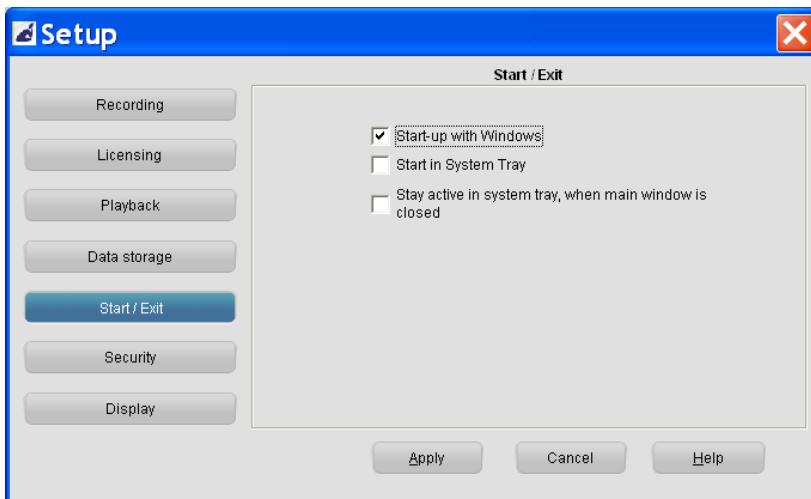 Setup
Start / Exit
Recording
Licensing
Playback
Data storage
Start / Exit
Security
Display
Start-up with Windows
Start in System Tray
Stay active in system tray, when main window is
closed
Apply
Cancel
Help